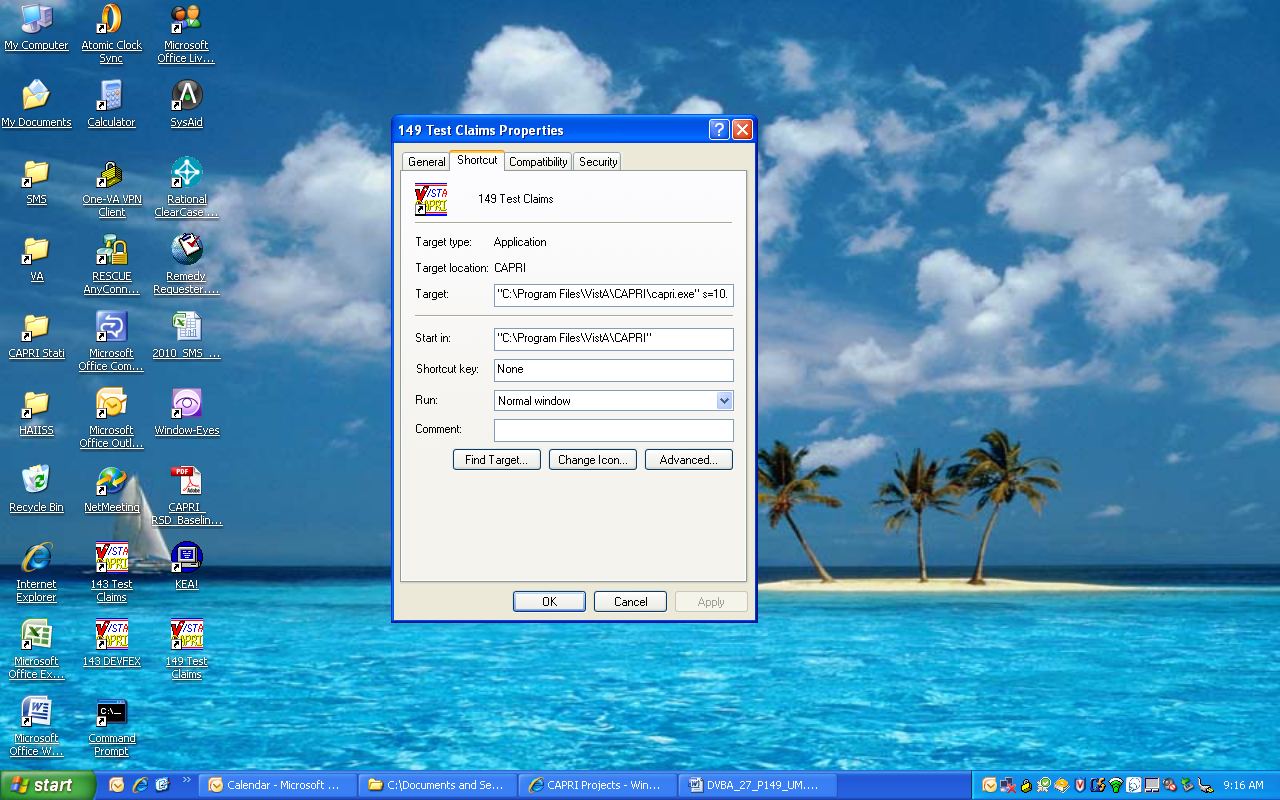 My Computer
Atomic Clock
Sync
Microsoft
Office Liv...
My Documents
Calculator
SysAid
SMS
One-VA VPN
Client
Rational
ClearCase ...
VA
RESCUE
AnyConn...
Remedy
Requester....
CAPRI Stati
Microsoft
Office Com...
2010_SMS_...
HAIISS
Microsoft
Office Outl...
Window-Eyes
Recycle Bin
NetMeeting
CAPRI_
RSD_Baselin...
Internet
Explorer
143 Test
Claims
KEA!
Microsoft
Office Ex...
143 DEVFEX
149 Test
Claims
Microsoft
Office W...
Command
Prompt
149 Test Claims Properties
General
Shortcut
Compatibility
Security
149 Test Claims
Target type: Application
Target location: CAPRI
Target: "C:\Program Files\VistA\CAPRI\capri.exe" s=10.
Start in: "C:\Program Files\VistA\CAPRI"
Shortcut key: None
Run: Normal window
Comment:
Find Target...
Change Icon...
Advanced...
OK
Cancel
Apply
start
Calendar - Microsoft ...
C:\Documents and Se...
CAPRI Projects - Win...
DVBA_27_P149_UM....
9:16 AM